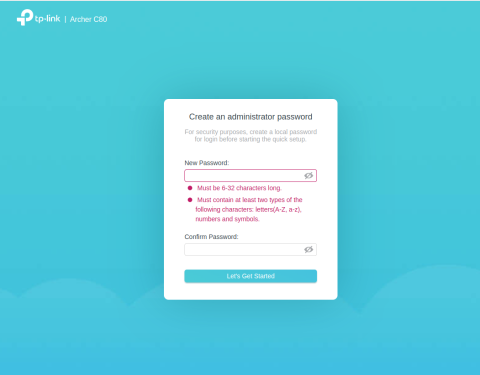 tp-link | Archer C80
Create an administrator password
For security purposes, create a local password
for login before starting the quick setup.
New Password:
Must be 6-32 characters long.
Must contain at least two types of the
following characters: letters(A-Z, a-z),
numbers and symbols.
Confirm Password:
Let's Get Started